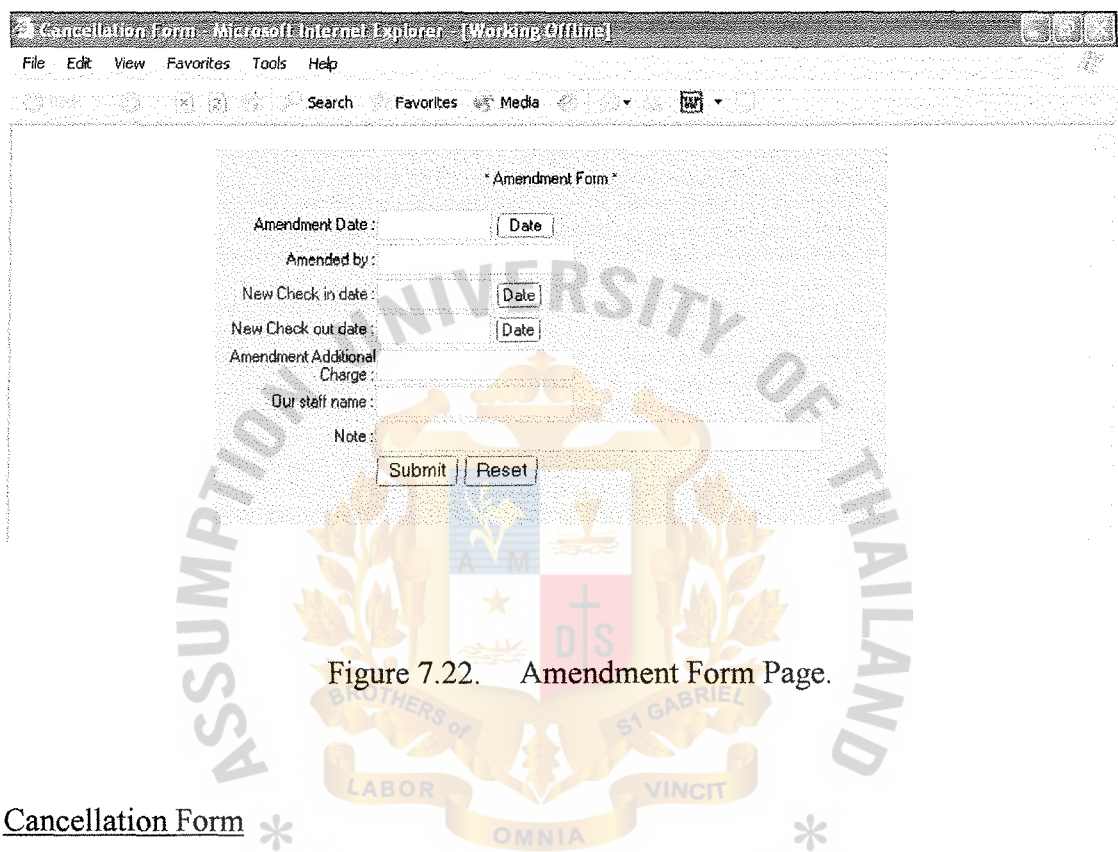 Cancellation Form - Microsoft Internet Explorer - [Working Offline]
File Edit View Favorites Tools Help
Search Favorites Media
* Amendment Form *
Amendment Date : Date
Amended by :
New Check in date : Date
New Check out date : Date
Amendment Additional
Charge :
Our staff name :
Note :
Submit Reset
Figure 7.22. Amendment Form Page.
Cancellation Form
ASSUMPTION UNIVERSITY OF THAILAND
A M
D S
BROTHERS of ST GABRIEL
LABOR
OMNIA
VINCIT